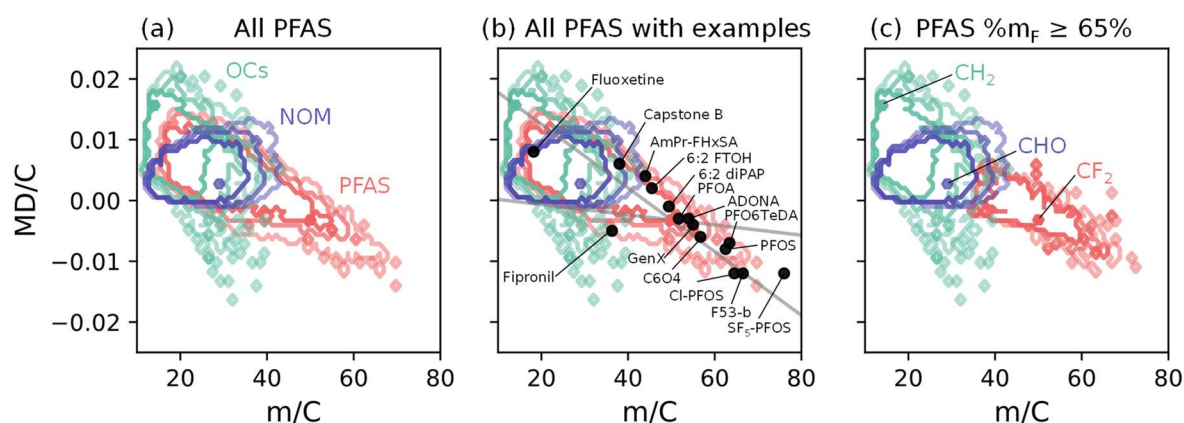 (a) All PFAS
(b) All PFAS with examples
(c) PFAS %m_F ≥ 65%
MD/C
0.02
0.01
0.00
−0.01
−0.02
OCs
NOM
PFAS
20 40 60 80
m/C
Fluoxetine
Capstone B
AmPr-FHxSA
6:2 FTOH
6:2 diPAP
PFOA
ADONA
PFO6TeDA
PFOS
GenX
Fipronil
C6O4
Cl-PFOS
F53-b
SF₅-PFOS
20 40 60 80
m/C
CH₂
CHO
CF₂
20 40 60 80
m/C